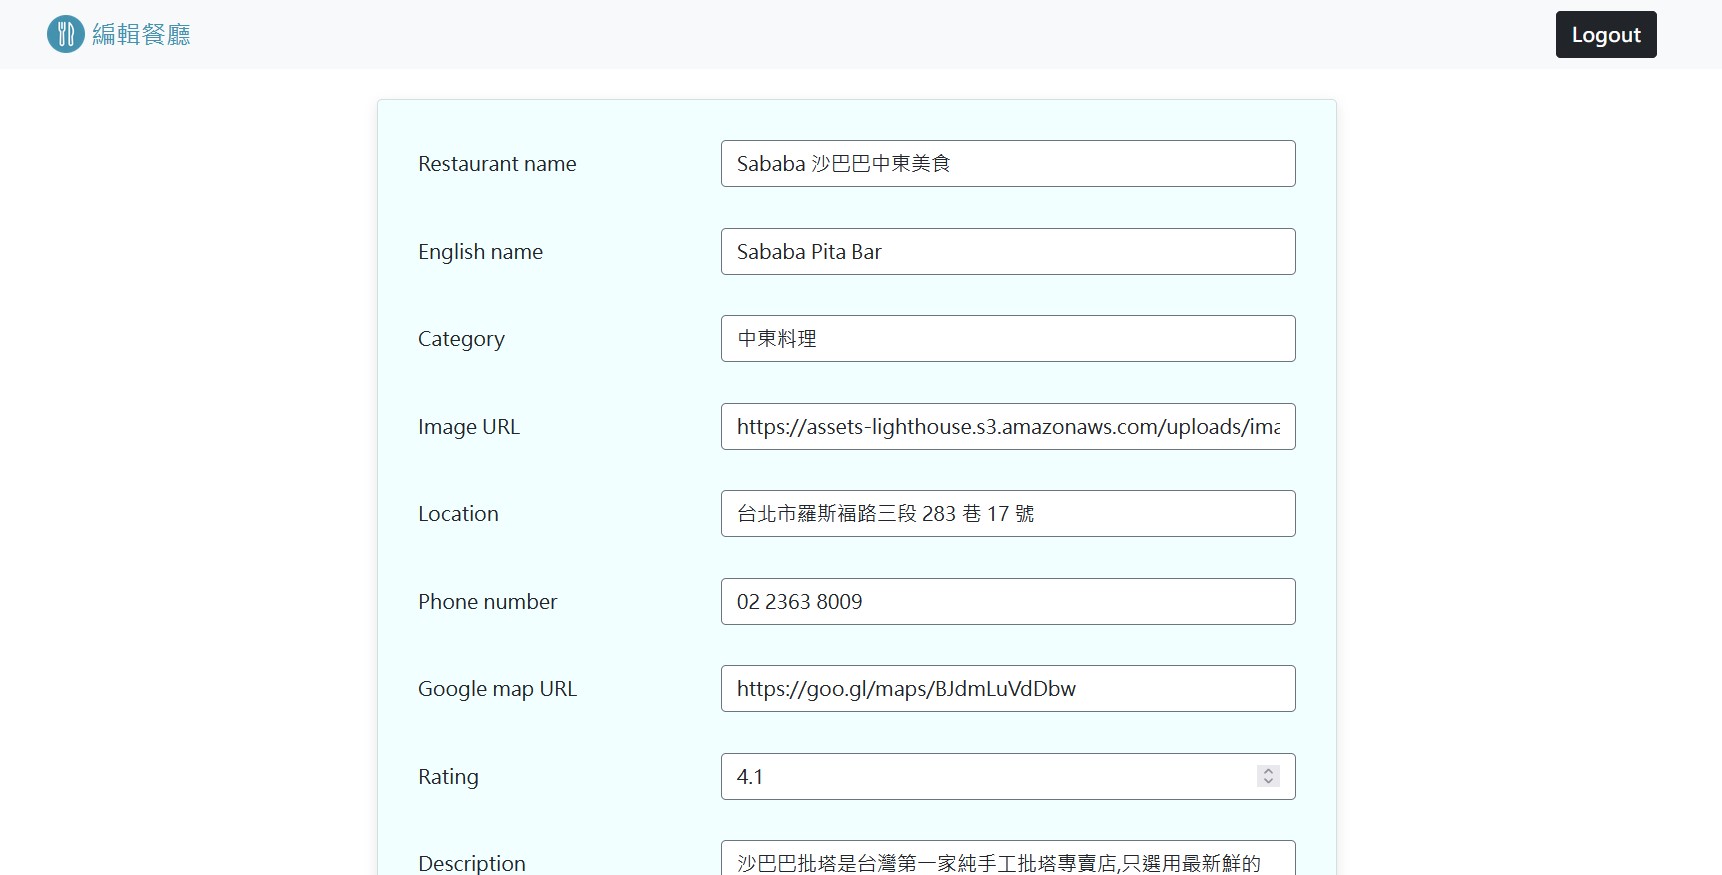 編輯餐廳
Logout
Restaurant name
Sababa 沙巴巴中東美食
English name
Sababa Pita Bar
Category
中東料理
Image URL
https://assets-lighthouse.s3.amazonaws.com/uploads/ima
Location
台北市羅斯福路三段 283 巷 17 號
Phone number
02 2363 8009
Google map URL
https://goo.gl/maps/BJdmLuVdDbw
Rating
4.1
Description
沙巴巴批塔是台灣第一家純手工批塔專賣店,只選用最新鮮的